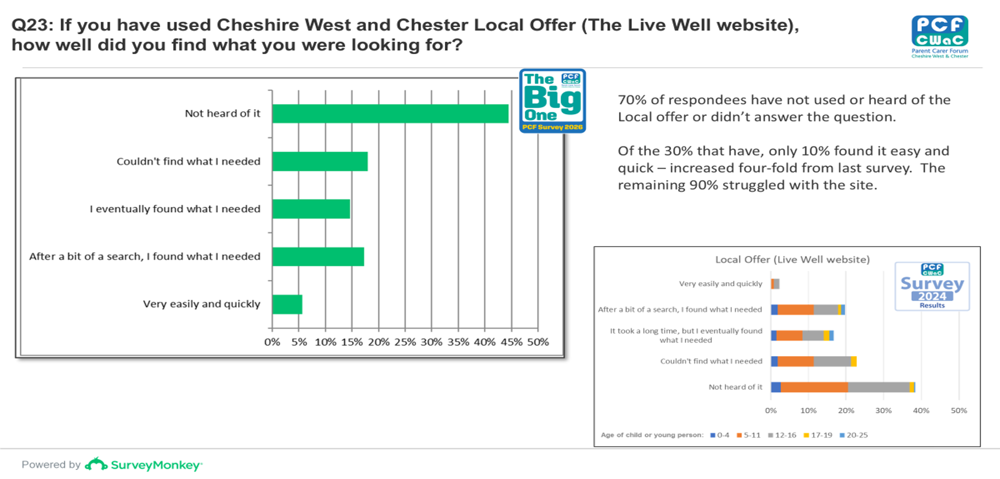 Q23: If you have used Cheshire West and Chester Local Offer (The Live Well website),
how well did you find what you were looking for?
PCF
CWaC
Parent Carer Forum
Cheshire West & Chester
The
Big
One
PCF
CWaC
PCF Survey 2026
Not heard of it
Couldn't find what I needed
I eventually found what I needed
After a bit of a search, I found what I needed
Very easily and quickly
0% 5% 10% 15% 20% 25% 30% 35% 40% 45% 50%
70% of respondees have not used or heard of the
Local offer or didn’t answer the question.
Of the 30% that have, only 10% found it easy and
quick – increased four-fold from last survey. The
remaining 90% struggled with the site.
Local Offer (Live Well website)
PCF
CWaC
Survey
2024
Results
Very easily and quickly
After a bit of a search, I found what I needed
It took a long time, but I eventually found
what I needed
Couldn't find what I needed
Not heard of it
0% 10% 20% 30% 40% 50%
Age of child or young person: 0-4 5-11 12-16 17-19 20-25
Powered by SurveyMonkey